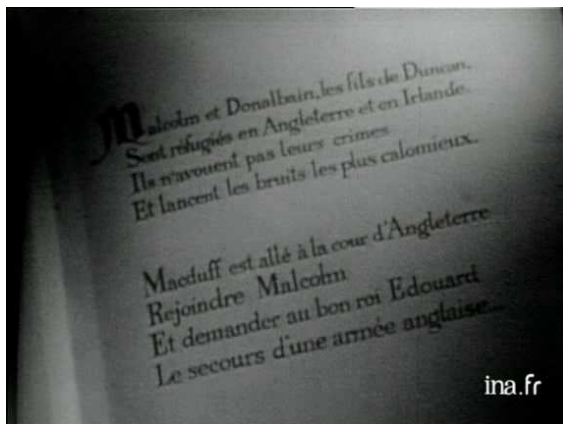 Malcolm et Donalbain, les fils de Duncan,
Sont réfugiés en Angleterre et en Irlande.
Ils n'avouent pas leurs crimes
Et lancent les bruits les plus calomieux.
Macduff est allé à la cour d'Angleterre
Rejoindre Malcolm
Et demander au bon roi Edouard
Le secours d'une armée anglaise...
ina.fr